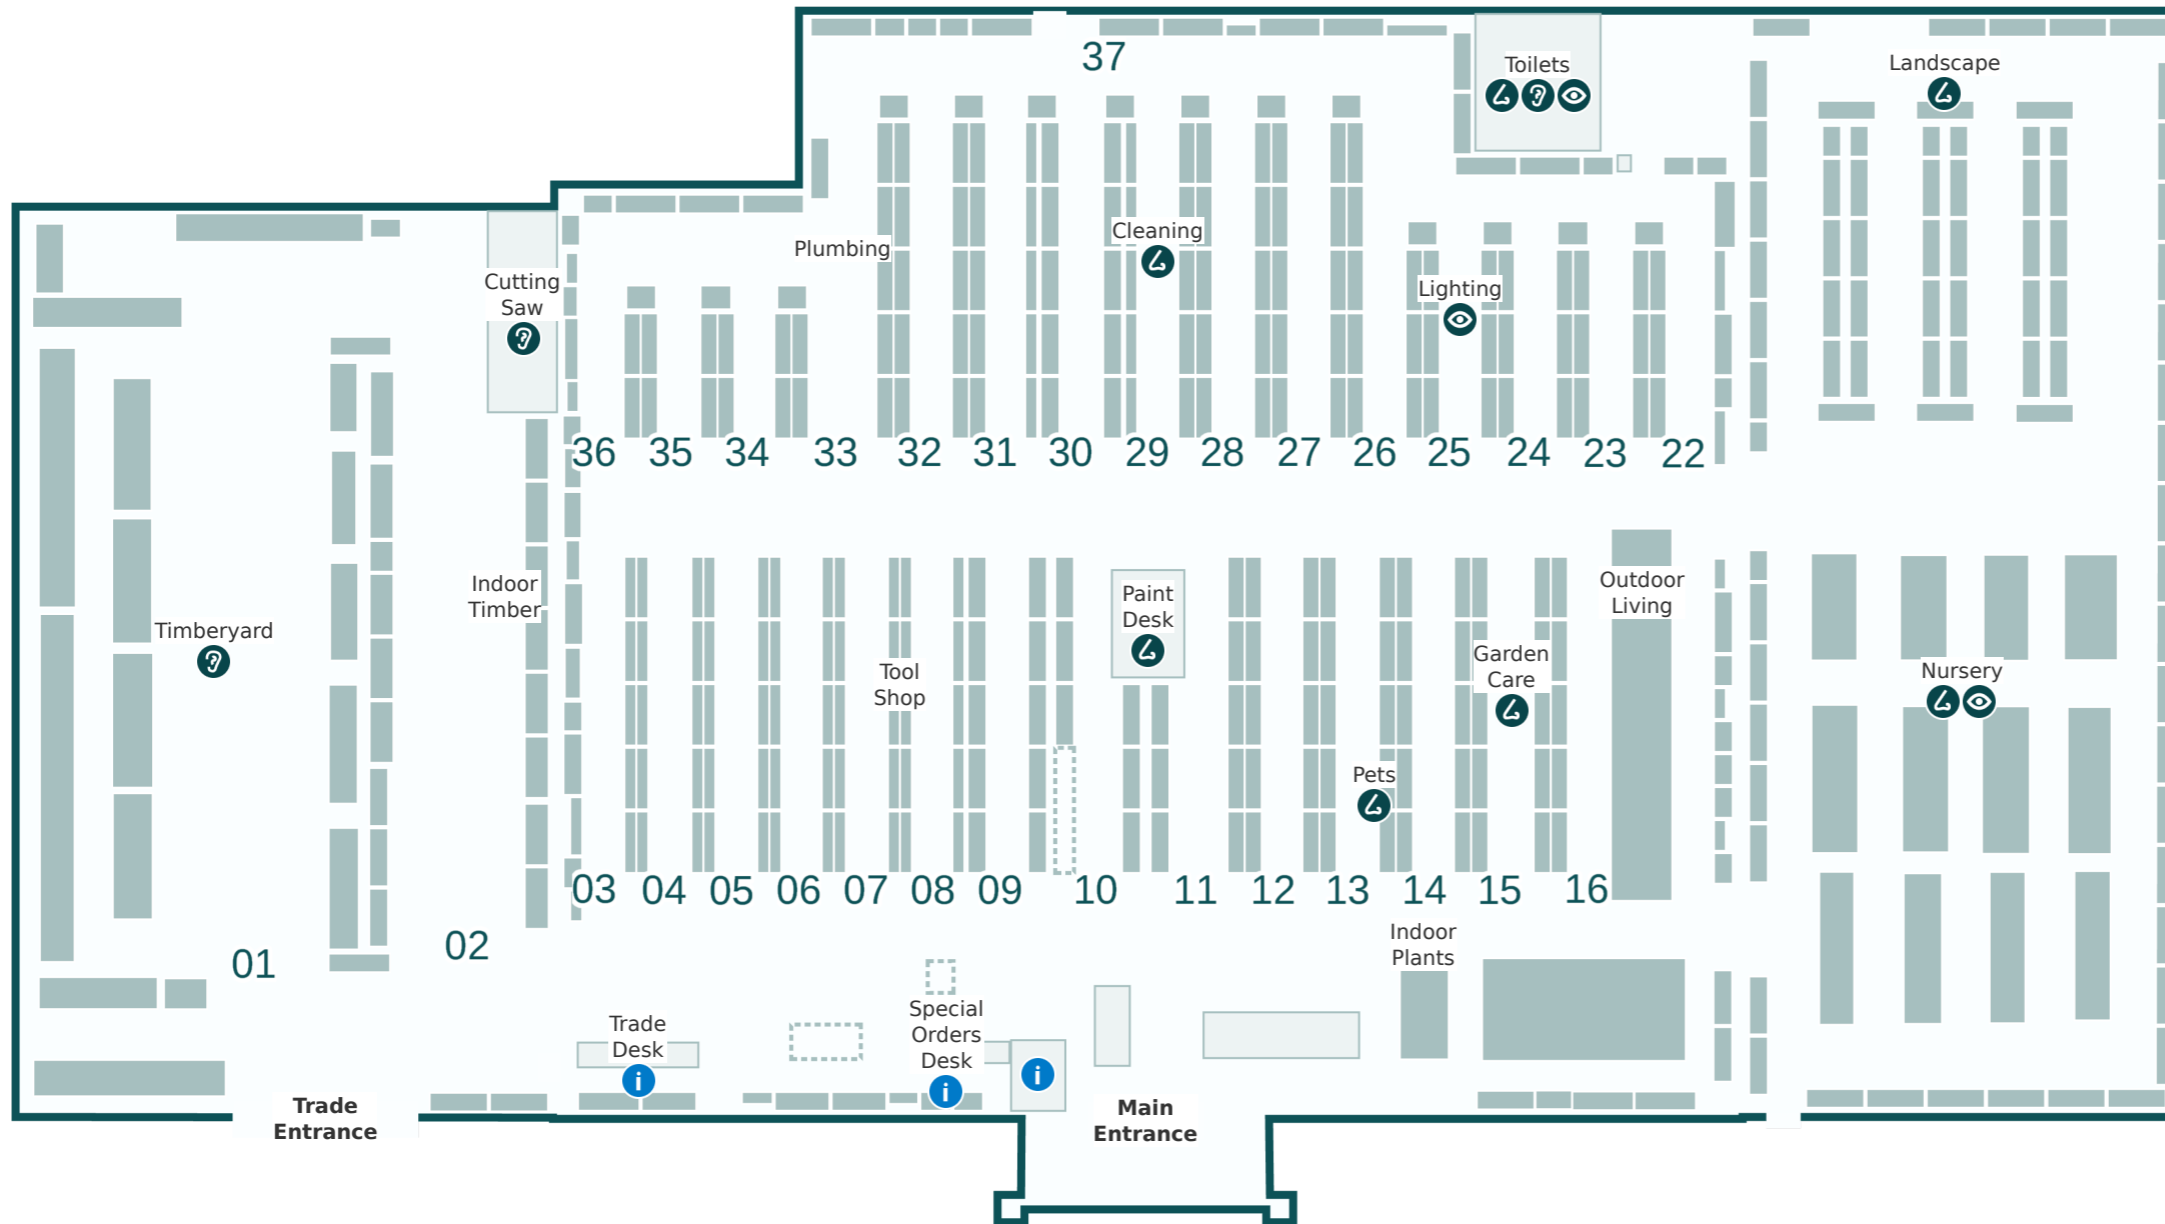 37
Toilets
Landscape
Plumbing
Cleaning
Cutting
Saw
Lighting
36 35 34 33 32 31 30 29 28 27 26 25 24 23 22
Indoor
Timber
Paint
Desk
Outdoor
Living
Timberyard
Tool
Shop
Garden
Care
Nursery
Pets
03 04 05 06 07 08 09 10 11 12 13 14 15 16
01
02
Indoor
Plants
Trade
Desk
i
Special
Orders
Desk
i
i
Trade
Entrance
Main
Entrance